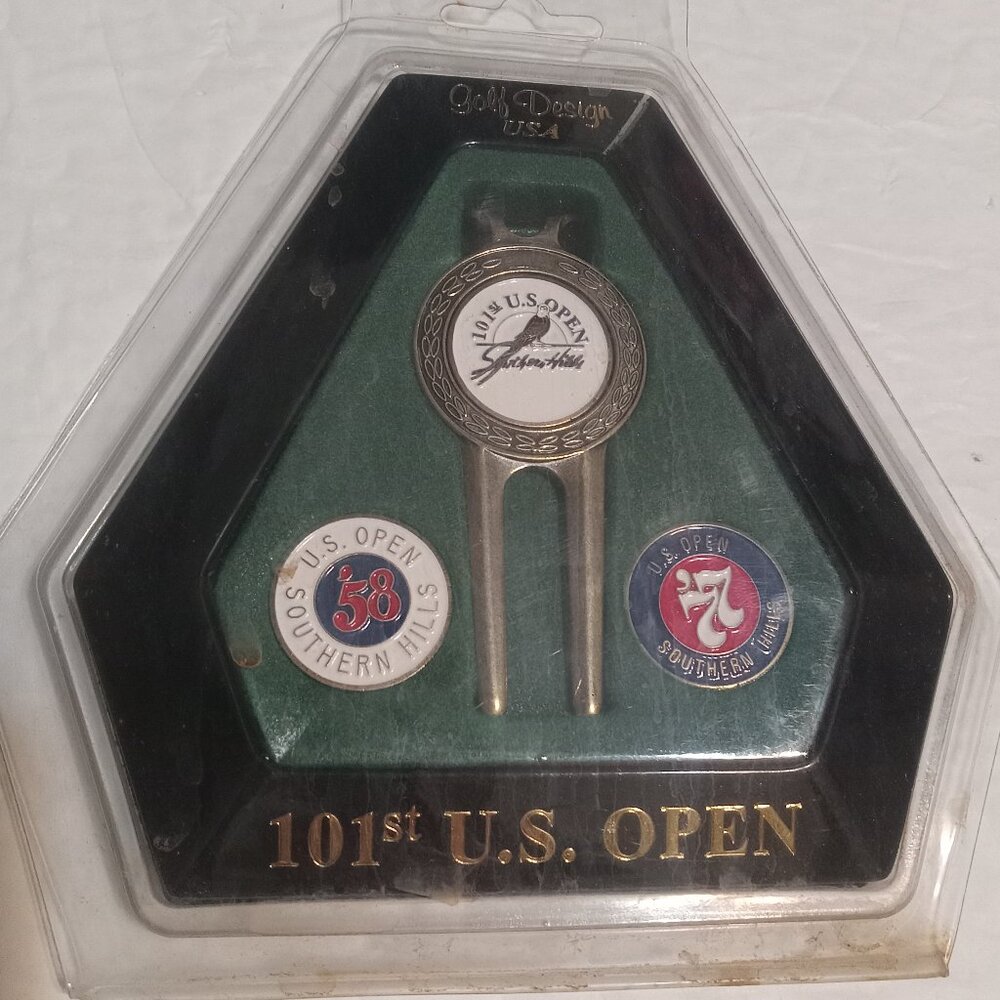 Golf Design
USA
101st U.S. OPEN
Southern Hills
U.S. OPEN
'58
SOUTHERN HILLS
U.S. OPEN
'77
SOUTHERN HILLS
101st U.S. OPEN